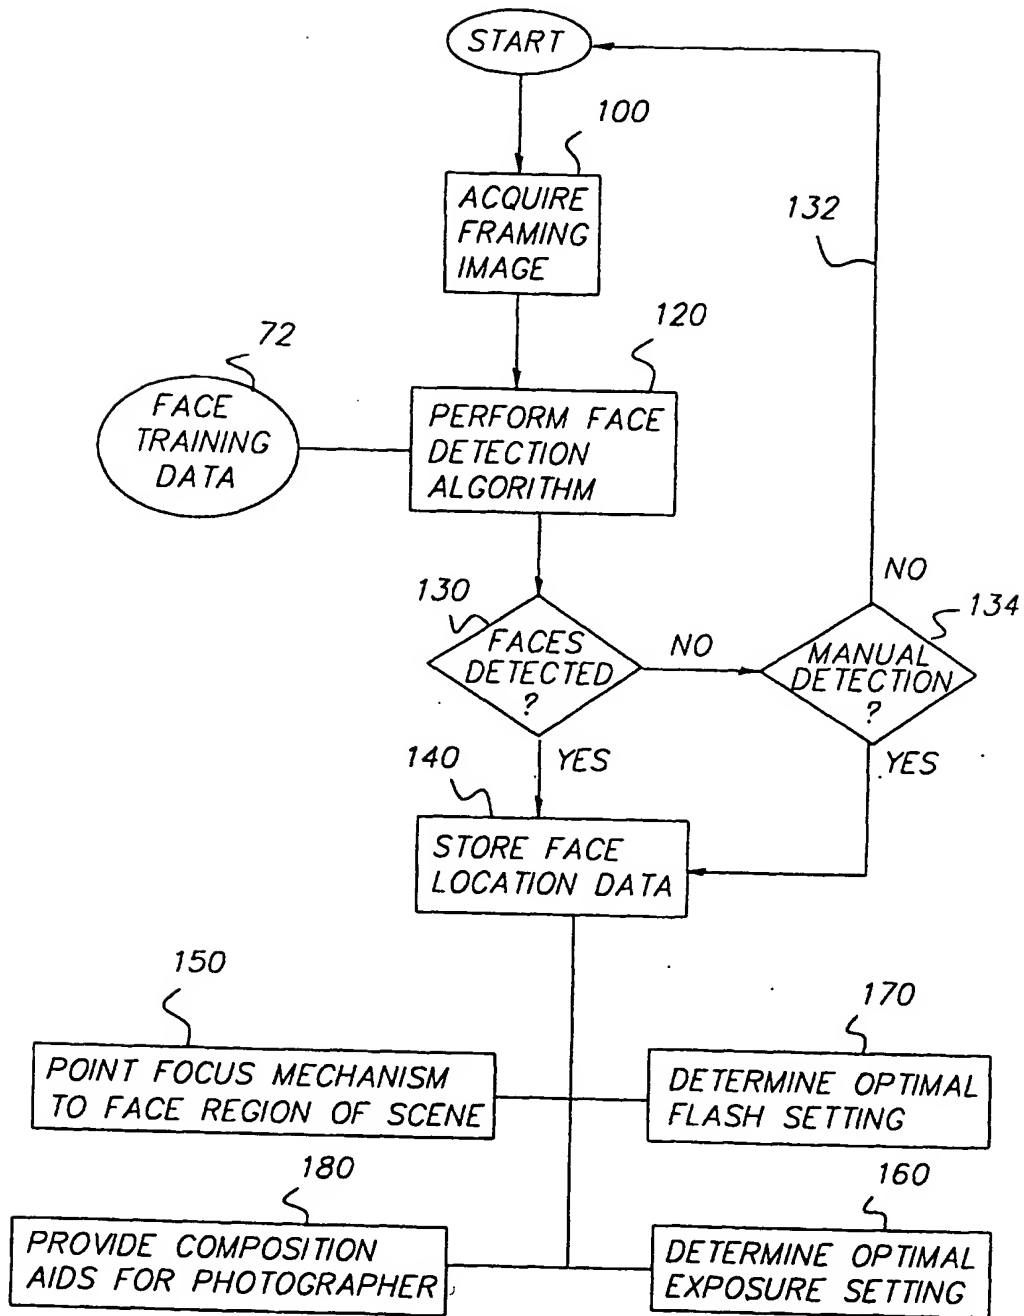 START
100
ACQUIRE
FRAMING
IMAGE
132
120
72
FACE
TRAINING
DATA
PERFORM FACE
DETECTION
ALGORITHM
NO
134
130
FACES
DETECTED
?
NO
MANUAL
DETECTION
?
YES
YES
140
STORE FACE
LOCATION DATA
150
POINT FOCUS MECHANISM
TO FACE REGION OF SCENE
170
DETERMINE OPTIMAL
FLASH SETTING
180
PROVIDE COMPOSITION
AIDS FOR PHOTOGRAPHER
160
DETERMINE OPTIMAL
EXPOSURE SETTING